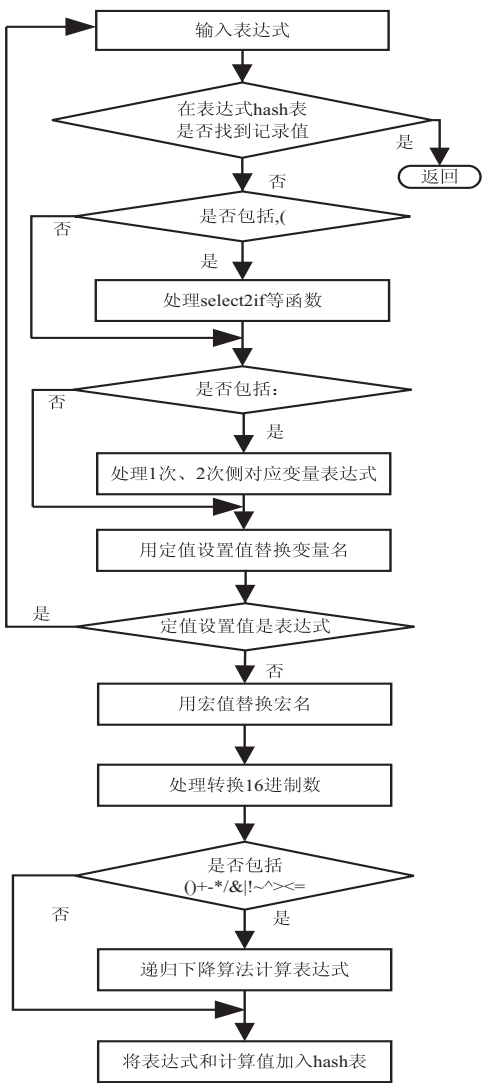 输入表达式
在表达式hash表
是否找到记录值
是
返回
否
是否包括,(
否
是
处理select2if等函数
是否包括:
否
是
处理1次、2次侧对应变量表达式
用定值设置值替换变量名
是
定值设置值是表达式
否
用宏值替换宏名
处理转换16进制数
是否包括
()+-*/&|!~^><=
否
是
递归下降算法计算表达式
将表达式和计算值加入hash表